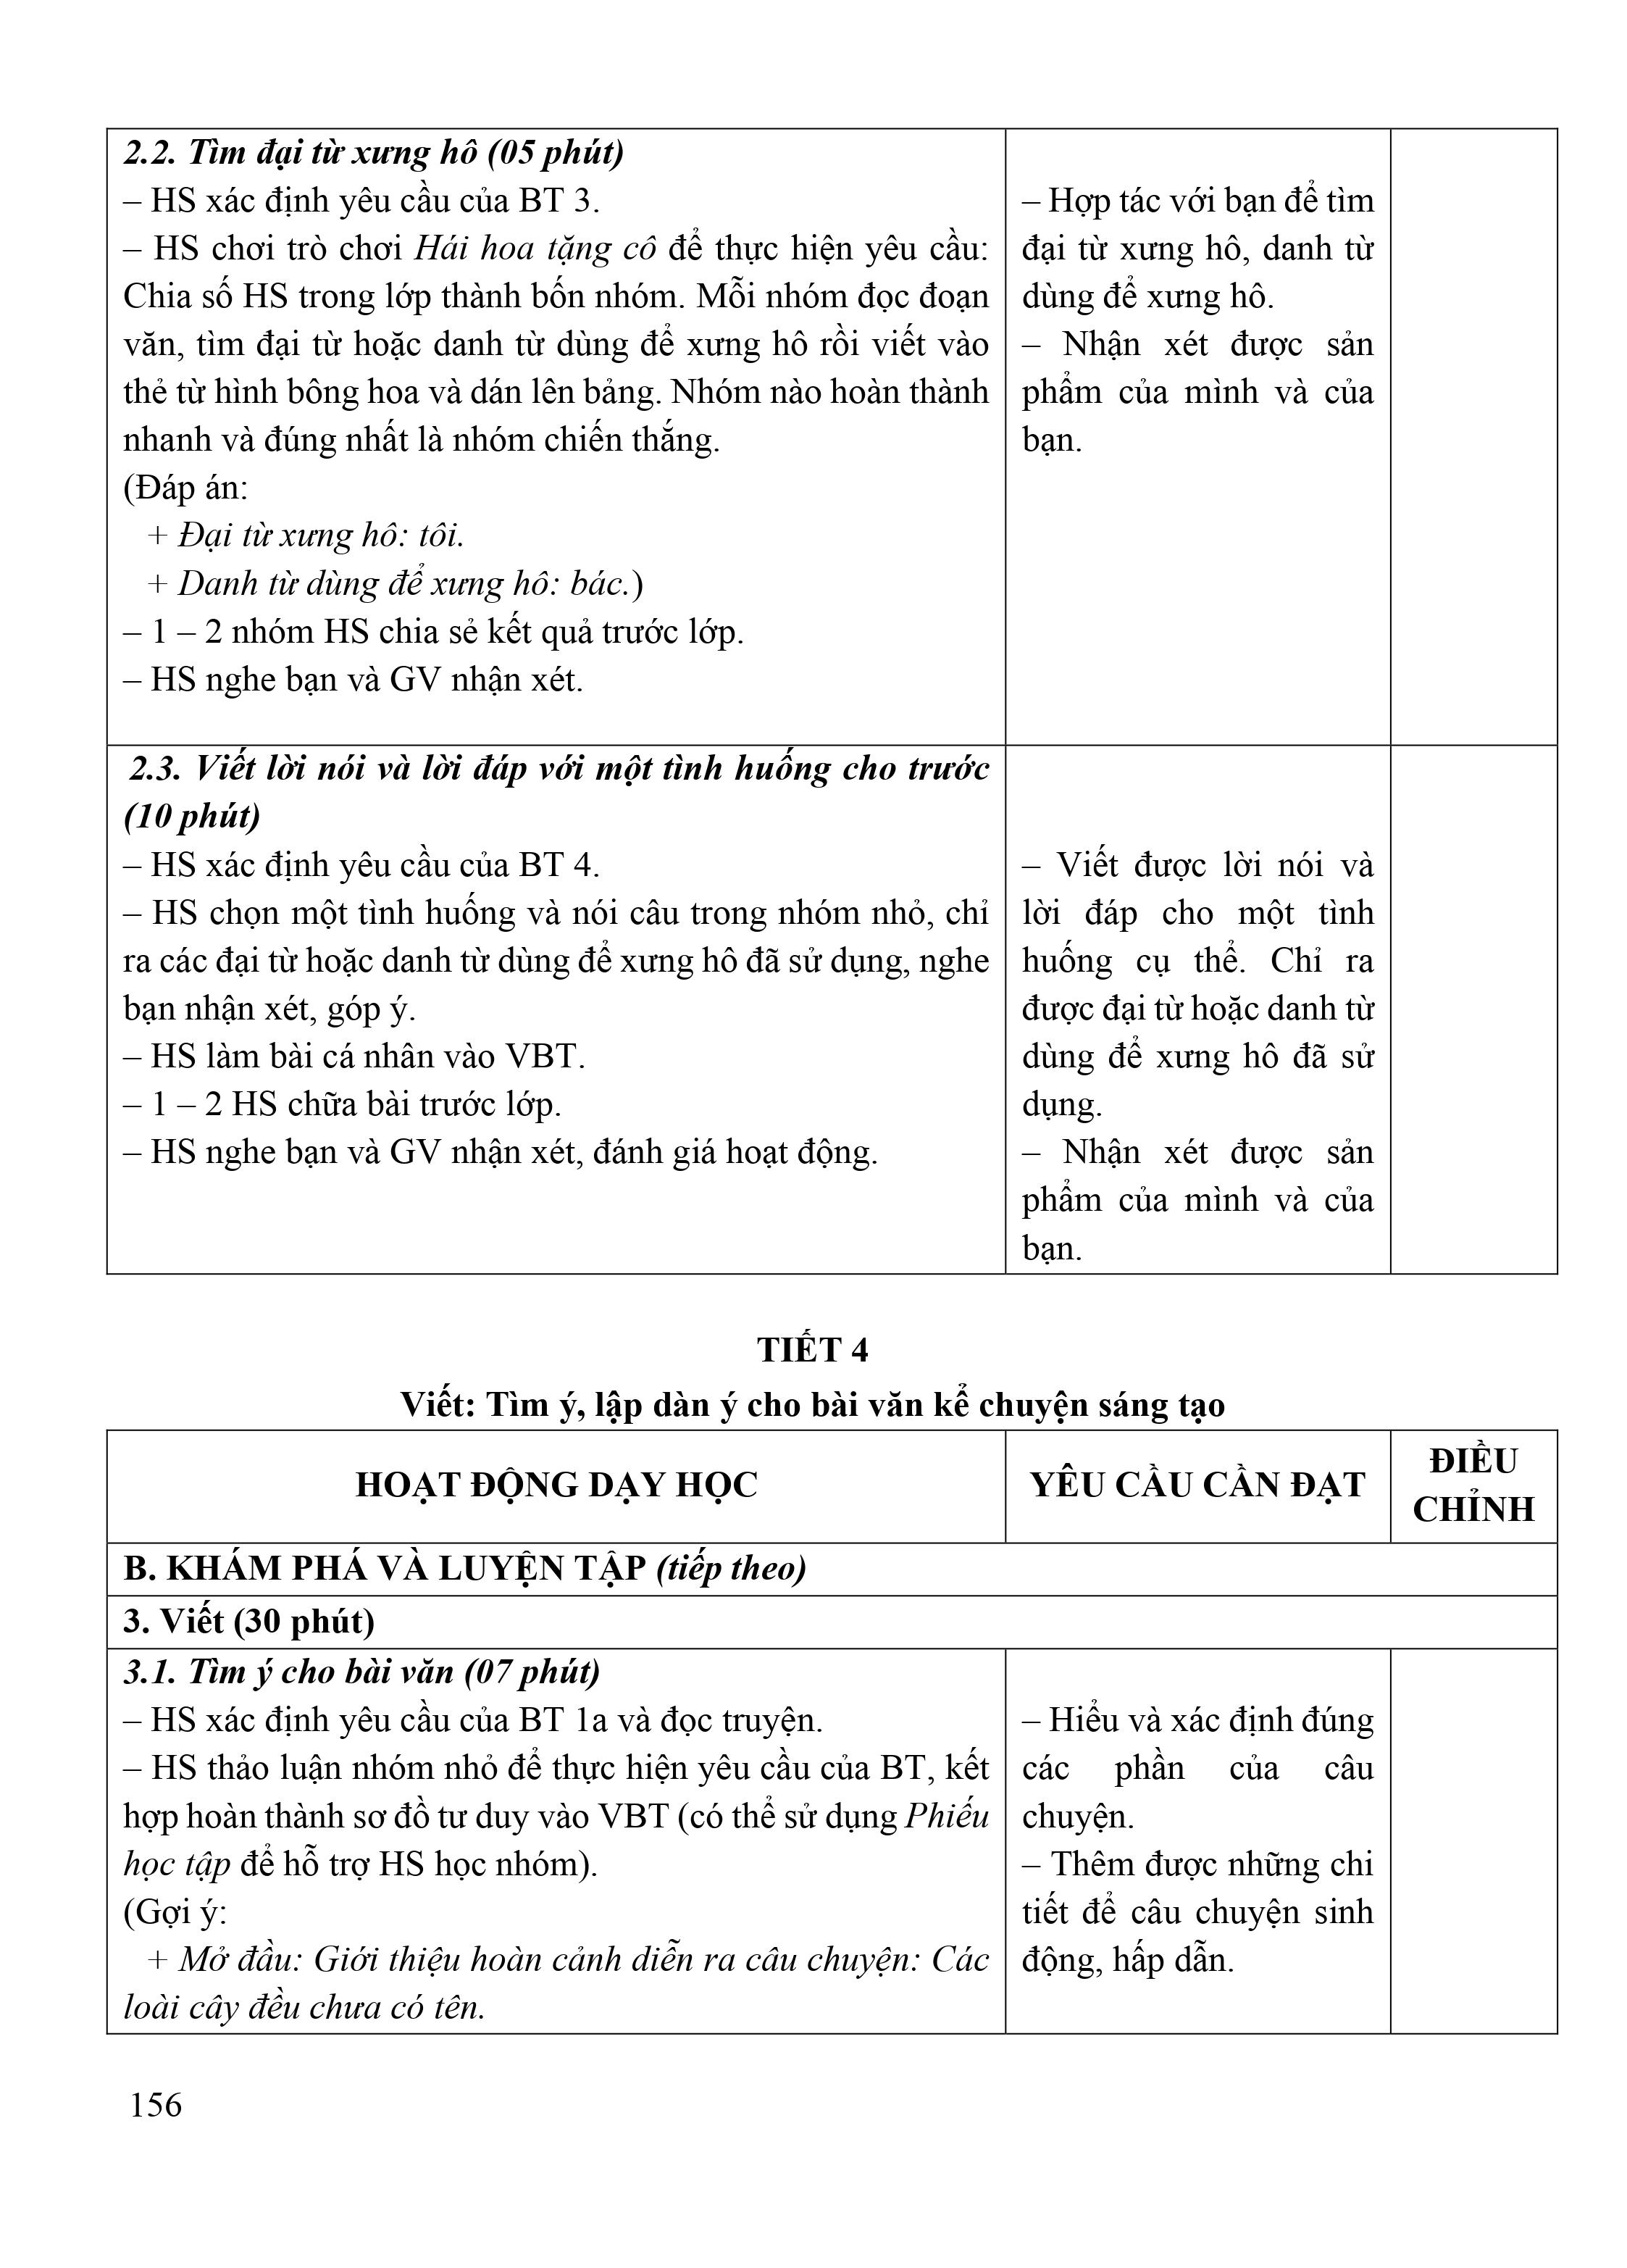 2.2. Tìm đại từ xưng hô (05 phút)
– HS xác định yêu cầu của BT 3.
– HS chơi trò chơi Hái hoa tặng cô để thực hiện yêu cầu:
Chia số HS trong lớp thành bốn nhóm. Mỗi nhóm đọc đoạn
văn, tìm đại từ hoặc danh từ dùng để xưng hô rồi viết vào
thẻ từ hình bông hoa và dán lên bảng. Nhóm nào hoàn thành
nhanh và đúng nhất là nhóm chiến thắng.
(Đáp án:
+ Đại từ xưng hô: tôi.
+ Danh từ dùng để xưng hô: bác.)
– 1 – 2 nhóm HS chia sẻ kết quả trước lớp.
– HS nghe bạn và GV nhận xét.
– Hợp tác với bạn để tìm
đại từ xưng hô, danh từ
dùng để xưng hô.
– Nhận xét được sản
phẩm của mình và của
bạn.
2.3. Viết lời nói và lời đáp với một tình huống cho trước
(10 phút)
– HS xác định yêu cầu của BT 4.
– HS chọn một tình huống và nói câu trong nhóm nhỏ, chỉ
ra các đại từ hoặc danh từ dùng để xưng hô đã sử dụng, nghe
bạn nhận xét, góp ý.
– HS làm bài cá nhân vào VBT.
– 1 – 2 HS chữa bài trước lớp.
– HS nghe bạn và GV nhận xét, đánh giá hoạt động.
– Viết được lời nói và
lời đáp cho một tình
huống cụ thể. Chỉ ra
được đại từ hoặc danh từ
dùng để xưng hô đã sử
dụng.
– Nhận xét được sản
phẩm của mình và của
bạn.
TIẾT 4
Viết: Tìm ý, lập dàn ý cho bài văn kể chuyện sáng tạo
HOẠT ĐỘNG DẠY HỌC
YÊU CẦU CẦN ĐẠT
ĐIỀU
CHỈNH
B. KHÁM PHÁ VÀ LUYỆN TẬP (tiếp theo)
3. Viết (30 phút)
3.1. Tìm ý cho bài văn (07 phút)
– HS xác định yêu cầu của BT 1a và đọc truyện.
– HS thảo luận nhóm nhỏ để thực hiện yêu cầu của BT, kết
hợp hoàn thành sơ đồ tư duy vào VBT (có thể sử dụng Phiếu
học tập để hỗ trợ HS học nhóm).
(Gợi ý:
+ Mở đầu: Giới thiệu hoàn cảnh diễn ra câu chuyện: Các
loài cây đều chưa có tên.
– Hiểu và xác định đúng
các phần của câu
chuyện.
– Thêm được những chi
tiết để câu chuyện sinh
động, hấp dẫn.
156